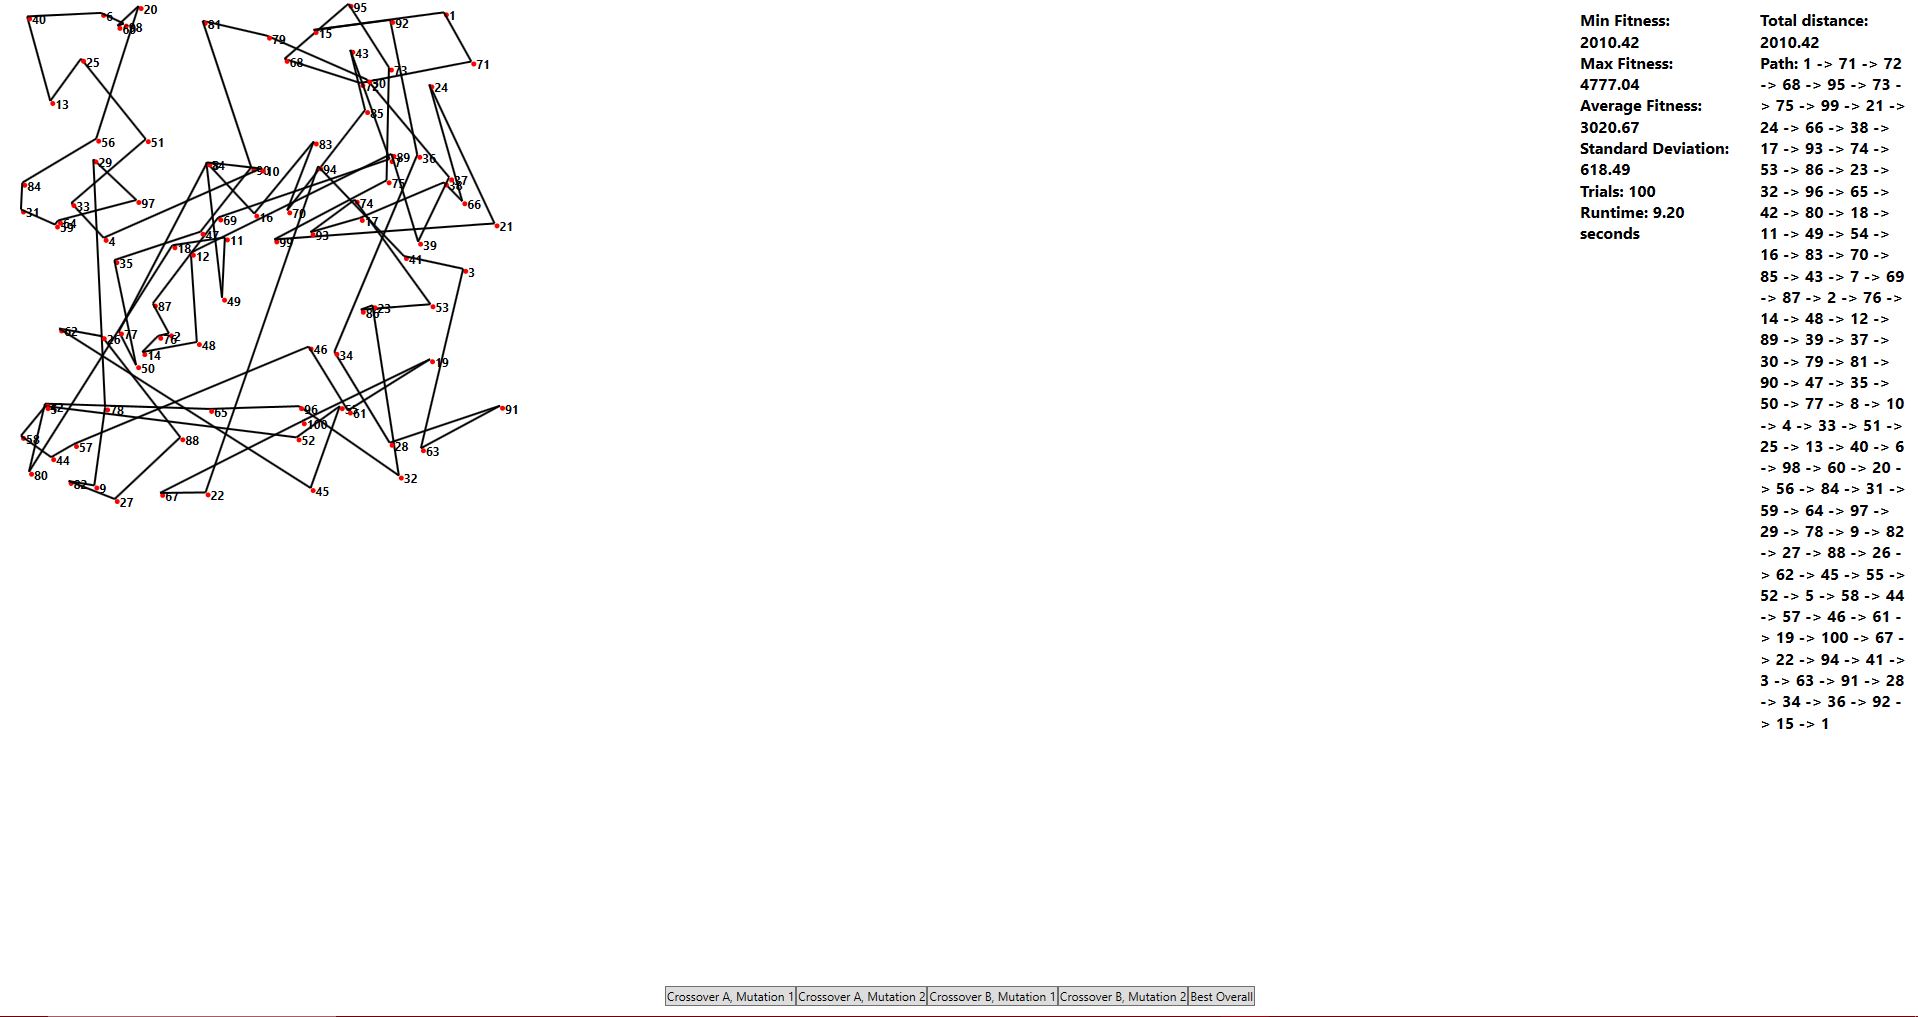 40
6
20
98
60
25
13
51
56
29
84
31
33
97
64
59
4
81
79
95
15
92
1
43
68
73
71
30
72
24
85
83
89
7
36
54
8
90
10
94
75
37
38
66
74
17
21
69
16
70
93
99
39
47
11
18
12
35
41
3
49
87
23
86
53
62
77
26
2
76
48
14
50
46
34
19
42
5
78
65
96
55
61
100
91
58
57
88
52
28
63
44
80
82
9
27
67
22
45
32
Min Fitness:
2010.42
Max Fitness:
4777.04
Average Fitness:
3020.67
Standard Deviation:
618.49
Trials: 100
Runtime: 9.20
seconds
Total distance:
2010.42
Path: 1 -> 71 -> 72
-> 68 -> 95 -> 73 -
> 75 -> 99 -> 21 ->
24 -> 66 -> 38 ->
17 -> 93 -> 74 ->
53 -> 86 -> 23 ->
32 -> 96 -> 65 ->
42 -> 80 -> 18 ->
11 -> 49 -> 54 ->
16 -> 83 -> 70 ->
85 -> 43 -> 7 -> 69
-> 87 -> 2 -> 76 ->
14 -> 48 -> 12 ->
89 -> 39 -> 37 ->
30 -> 79 -> 81 ->
90 -> 47 -> 35 ->
50 -> 77 -> 8 -> 10
-> 4 -> 33 -> 51 ->
25 -> 13 -> 40 -> 6
-> 98 -> 60 -> 20 -
> 56 -> 84 -> 31 ->
59 -> 64 -> 97 ->
29 -> 78 -> 9 -> 82
-> 27 -> 88 -> 26 -
> 62 -> 45 -> 55 ->
52 -> 5 -> 58 -> 44
-> 57 -> 46 -> 61 -
> 19 -> 100 -> 67 -
> 22 -> 94 -> 41 ->
3 -> 63 -> 91 -> 28
-> 34 -> 36 -> 92 -
> 15 -> 1
Crossover A, Mutation 1
Crossover A, Mutation 2
Crossover B, Mutation 1
Crossover B, Mutation 2
Best Overall